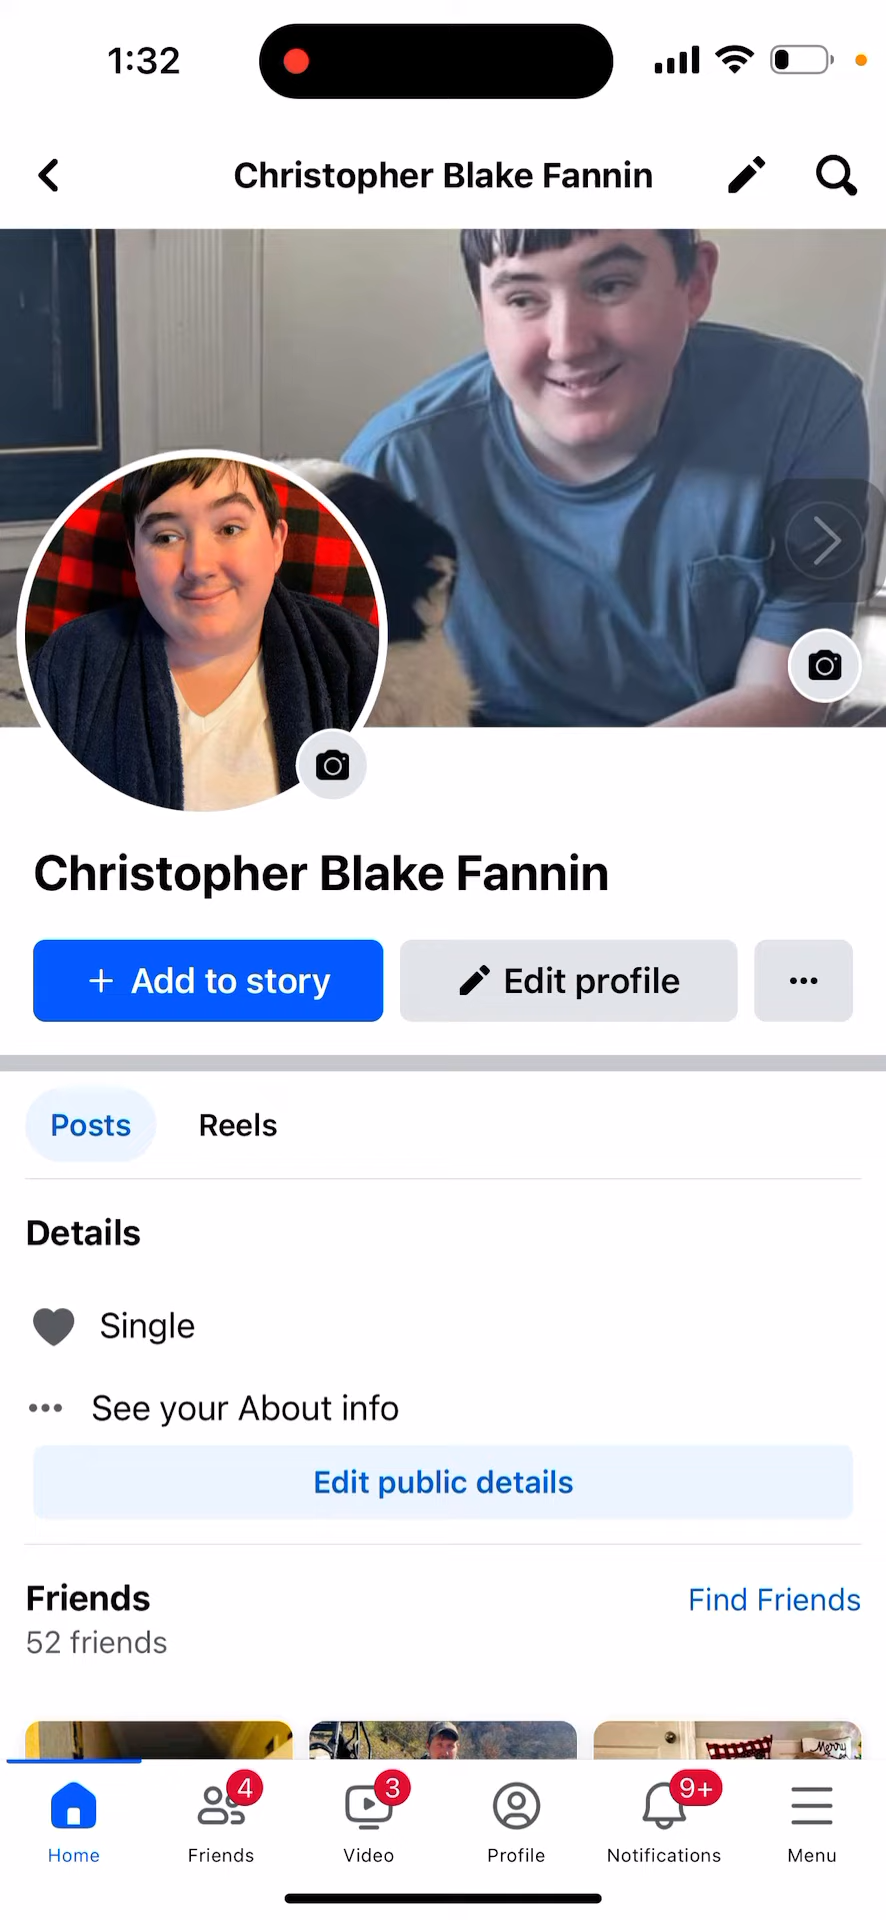 1:32
Christopher Blake Fannin
Christopher Blake Fannin
+ Add to story
Edit profile
Posts
Reels
Details
Single
See your About info
Edit public details
Friends
Find Friends
52 friends
Merry
4
3
9+
Home
Friends
Video
Profile
Notifications
Menu